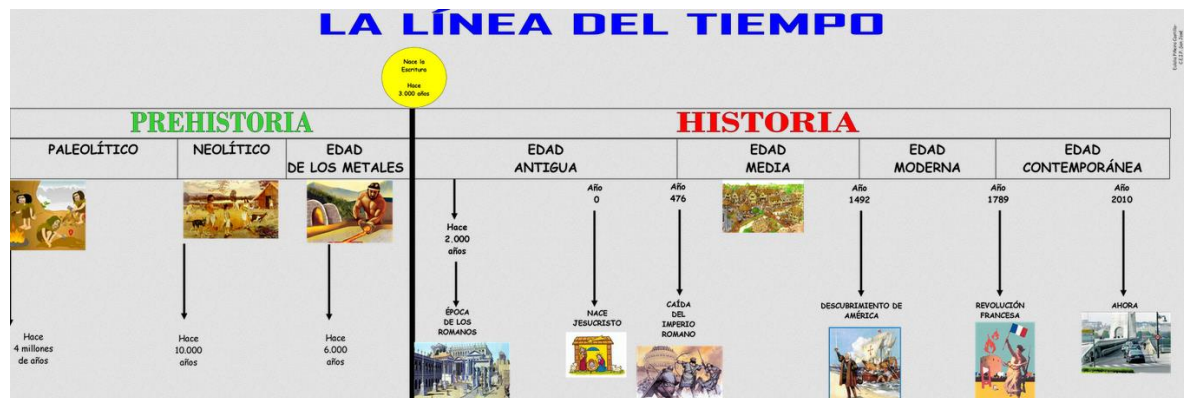 LA LÍNEA DEL TIEMPO
Nace la
Escritura
Hace
3.000 años
PREHISTORIA
HISTORIA
PALEOLÍTICO
NEOLÍTICO
EDAD
DE LOS METALES
EDAD
ANTIGUA
EDAD
MEDIA
EDAD
MODERNA
EDAD
CONTEMPORÁNEA
Hace
4 millones
de años
Hace
10.000
años
Hace
6.000
años
Hace
2.000
años
ÉPOCA
DE LOS
ROMANOS
Año
0
NACE
JESUCRISTO
Año
476
CAÍDA
DEL
IMPERIO
ROMANO
Año
1492
DESCUBRIMIENTO DE
AMÉRICA
Año
1789
REVOLUCIÓN
FRANCESA
Año
2010
AHORA
C.E.I.P. San José